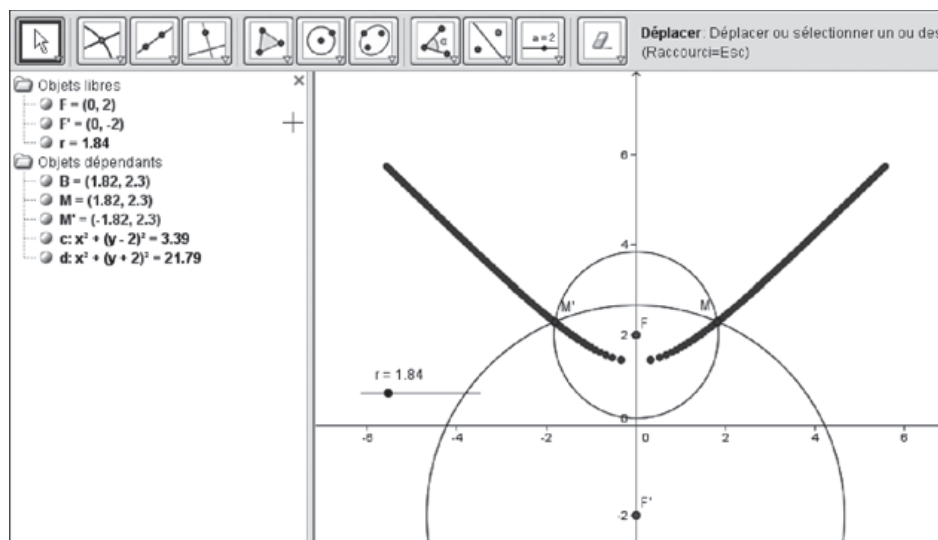 α
a = 2
Déplacer: Déplacer ou sélectionner un ou des
(Raccourci=Esc)
Objets libres
F = (0, 2)
F' = (0, -2)
r = 1.84
Objets dépendants
B = (1.82, 2.3)
M = (1.82, 2.3)
M' = (-1.82, 2.3)
c: x² + (y - 2)² = 3.39
d: x² + (y + 2)² = 21.79
6
4
M'
M
F
2
r = 1.84
0
-6
-4
-2
0
2
4
6
F'
-2